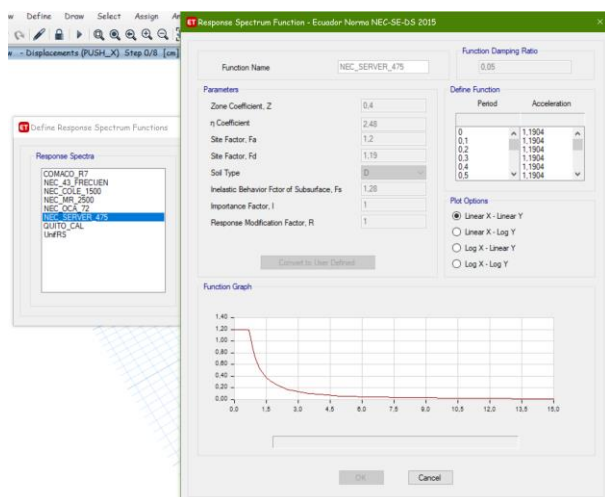 w Define Draw Select Assign An
w - Displacements (PUSH_X) Step 0/8 [cm]
ET Define Response Spectrum Functions
Response Spectra
COMACO_R7
NEC_43_FRECUEN
NEC_COLE_1500
NEC_MR_2500
NEC_OCA_72
NEC_SERVER_475
QUITO_CAL
UnifRS
ET Response Spectrum Function - Ecuador Norma NEC-SE-DS 2015
Function Name NEC_SERVER_475
Function Damping Ratio
0,05
Parameters
Zone Coefficient, Z 0,4
η Coefficient 2,48
Site Factor, Fa 1,2
Site Factor, Fd 1,19
Soil Type D
Inelastic Behavior Fctor of Subsurface, Fs 1,28
Importance Factor, I 1
Response Modification Factor, R 1
Convert to User Defined
Define Function
Period Acceleration
0 1,1904
0,1 1,1904
0,2 1,1904
0,3 1,1904
0,4 1,1904
0,5 1,1904
Plot Options
Linear X - Linear Y
Linear X - Log Y
Log X - Linear Y
Log X - Log Y
Function Graph
1,40
1,20
1,00
0,80
0,60
0,40
0,20
0,00
0,0 1,5 3,0 4,5 6,0 7,5 9,0 10,5 12,0 13,5 15,0
OK Cancel